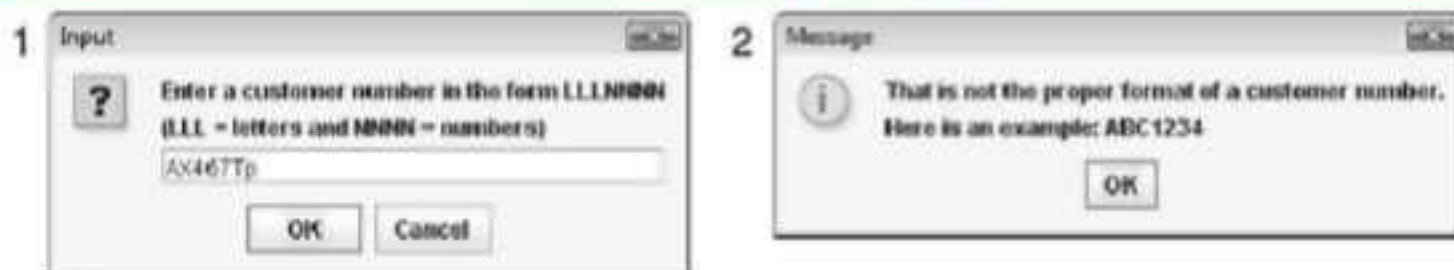 1
Input
Enter a customer number in the form LLLNNNN
(LLL = letters and NNNN = numbers)
AX467Tp
OK Cancel
2
Message
That is not the proper format of a customer number.
Here is an example: ABC1234
OK